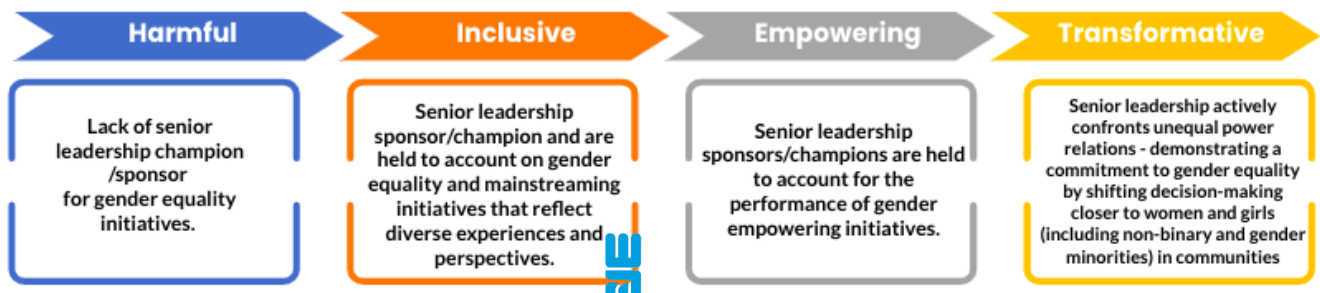 Harmful
Inclusive
Empowering
Transformative
Lack of senior
leadership champion
/sponsor
for gender equality
initiatives.
Senior leadership
sponsor/champion and are
held to account on gender
equality and mainstreaming
initiatives that reflect
diverse experiences and
perspectives.
Senior leadership
sponsors/champions are held
to account for the
performance of gender
empowering initiatives.
Senior leadership actively
confronts unequal power
relations - demonstrating a
commitment to gender equality
by shifting decision-making
closer to women and girls
(including non-binary and gender
minorities) in communities